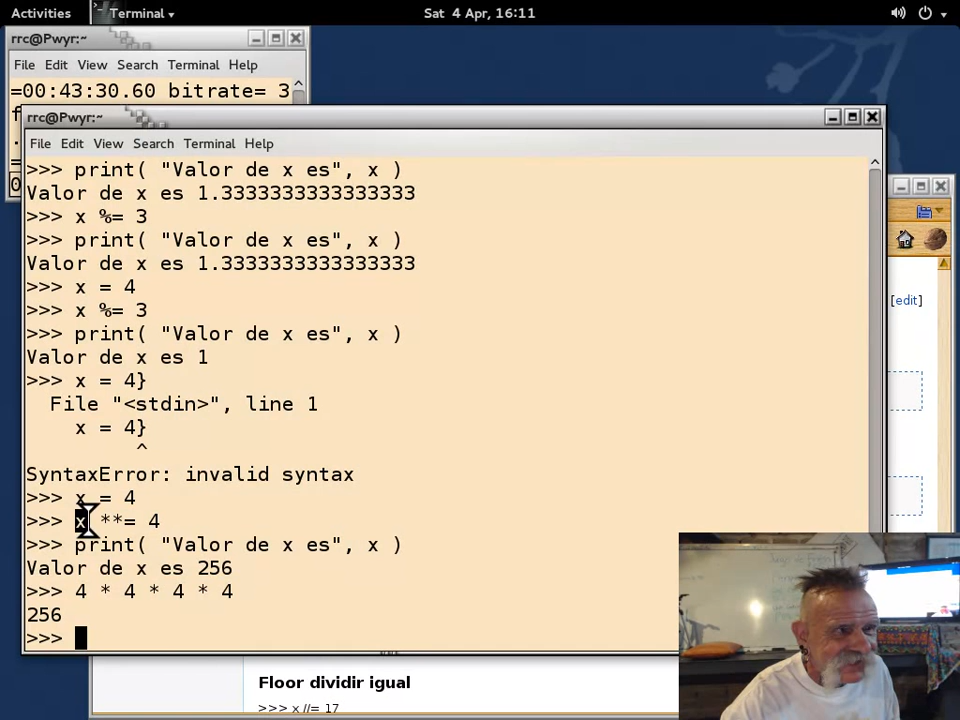 Activities
Terminal
Sat 4 Apr, 16:11
rrc@Pwyr:~
File Edit View Search Terminal Help
=00:43:30.60 bitrate= 3
rrc@Pwyr:~
File Edit View Search Terminal Help
>>> print( "Valor de x es", x )
Valor de x es 1.3333333333333333
>>> x %= 3
>>> print( "Valor de x es", x )
Valor de x es 1.3333333333333333
>>> x = 4
>>> x %= 3
>>> print( "Valor de x es", x )
Valor de x es 1
>>> x = 4}
File "<stdin>", line 1
x = 4}
^
SyntaxError: invalid syntax
>>> x = 4
>>> x **= 4
>>> print( "Valor de x es", x )
Valor de x es 256
>>> 4 * 4 * 4 * 4
256
>>>
[edit]
Floor dividir igual
>>> x //= 17